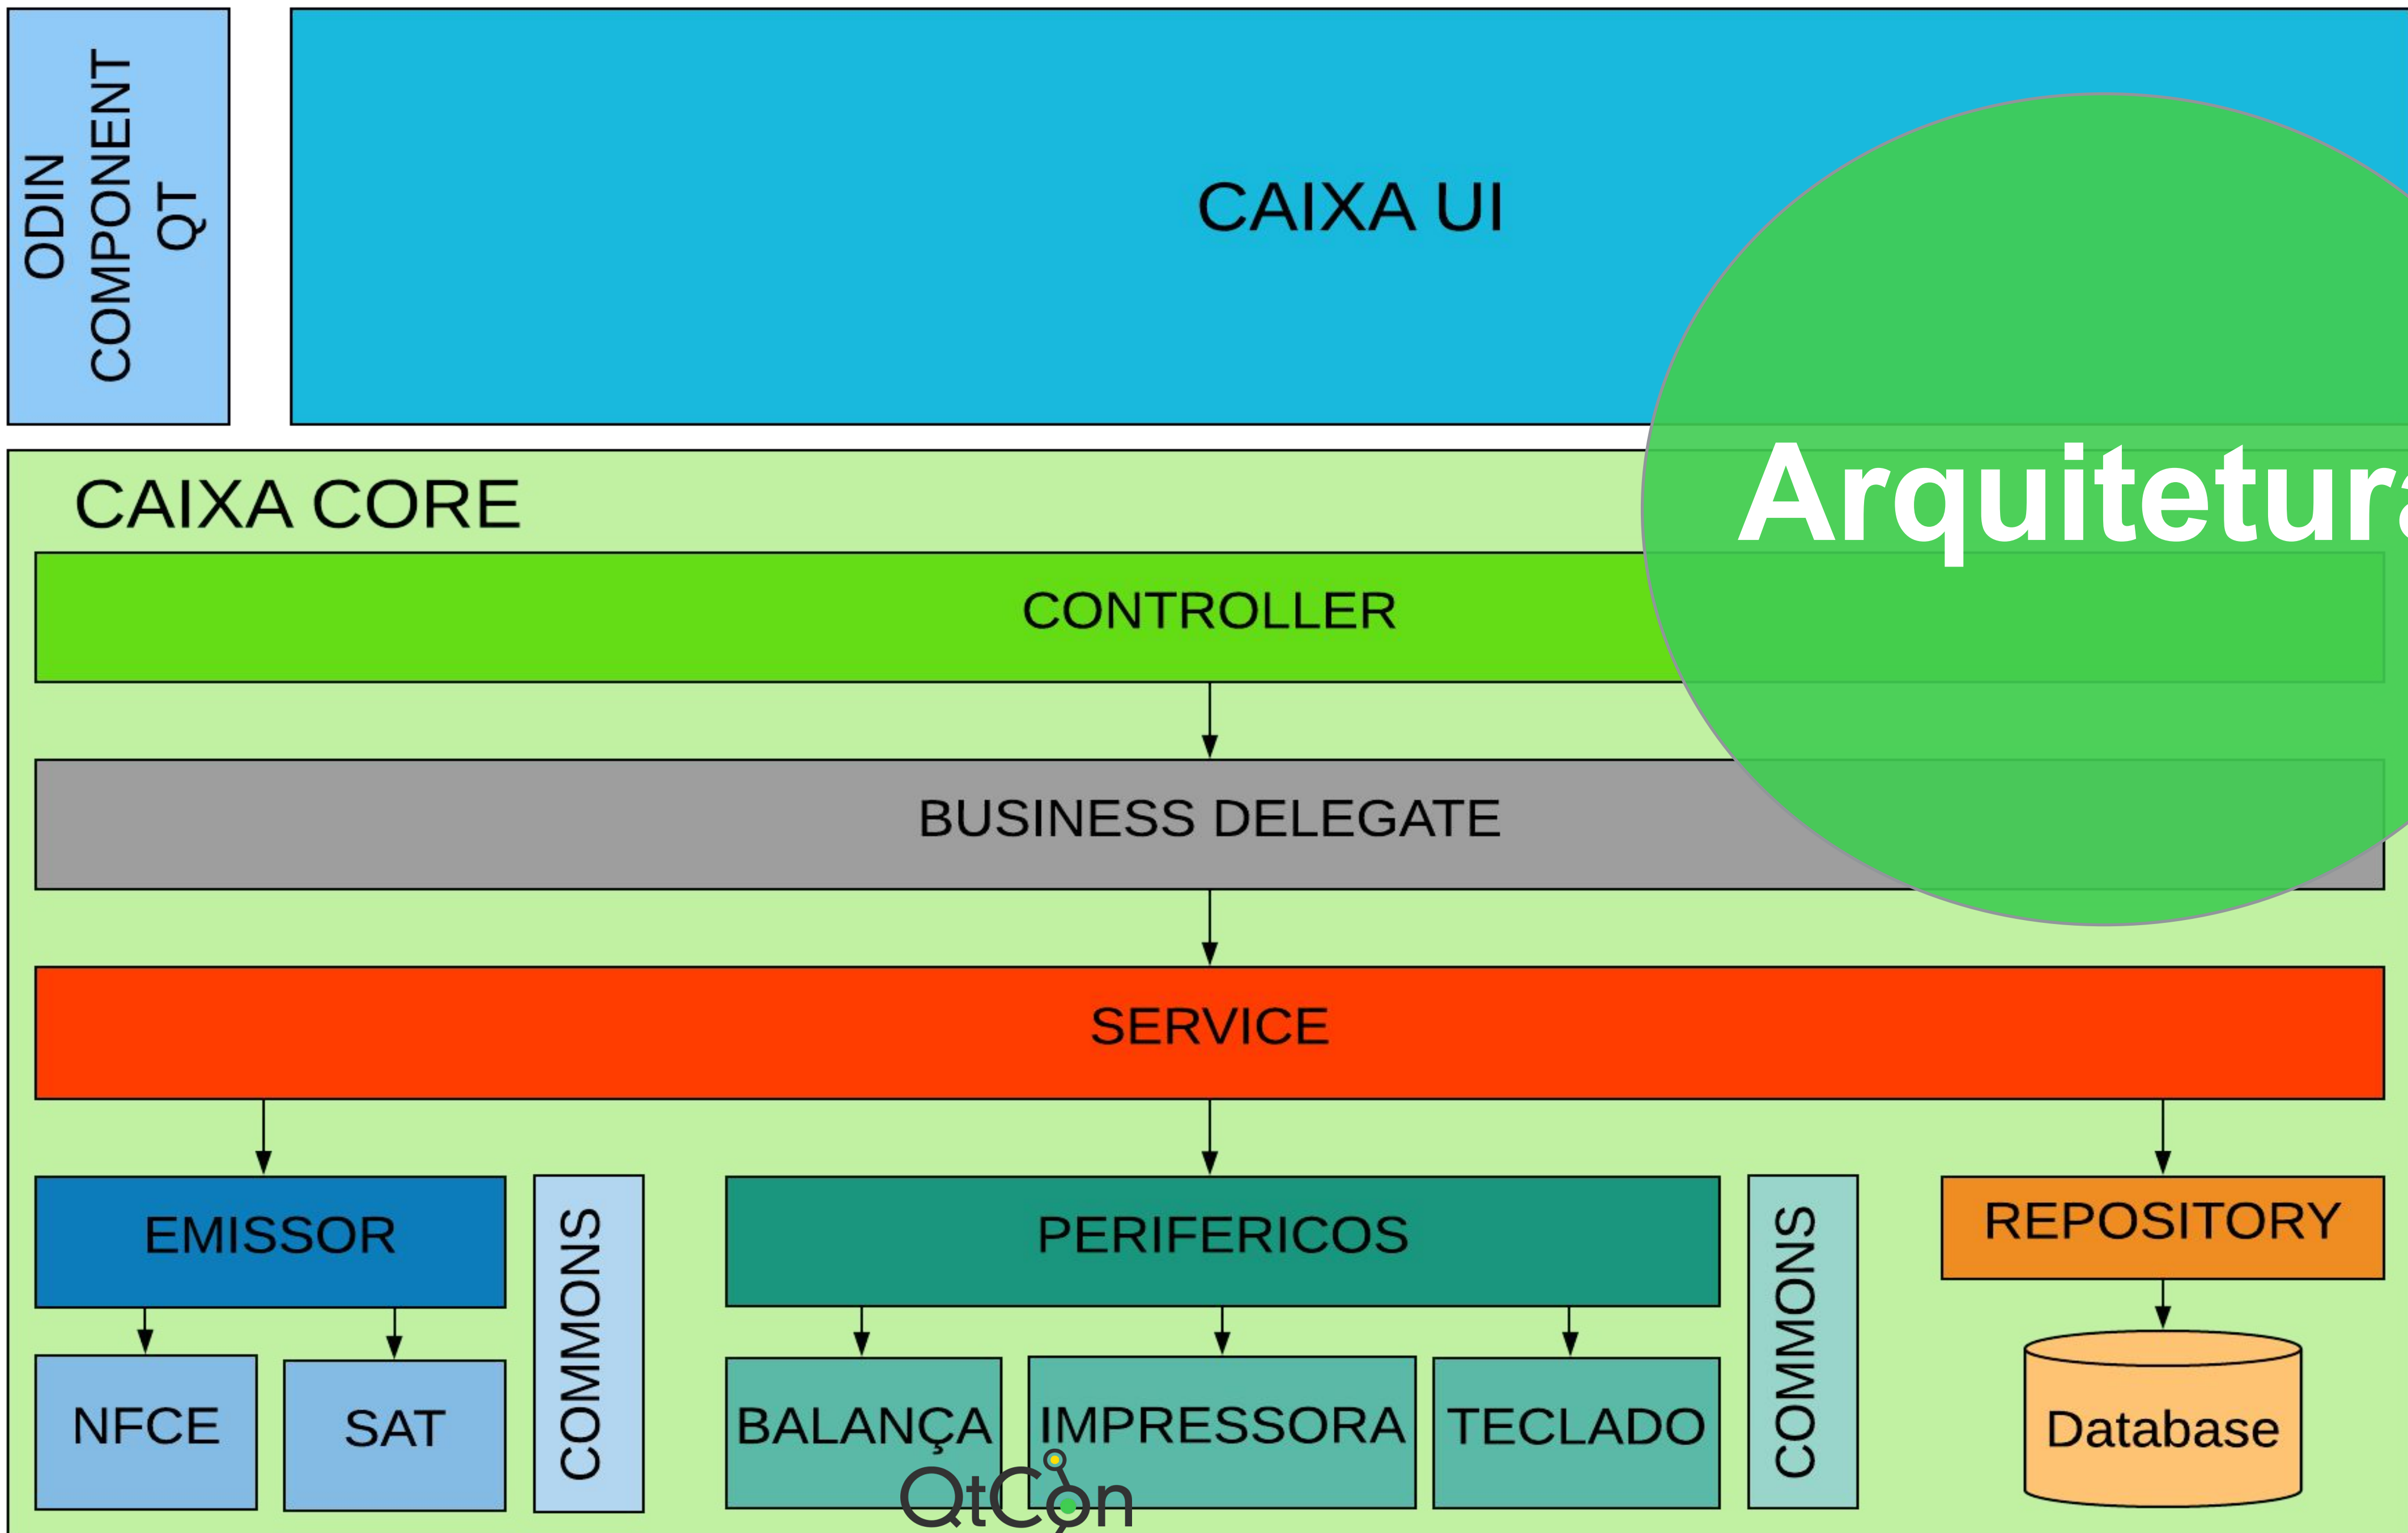 ODIN
COMPONENT
QT
CAIXA UI
Arquitetura
CAIXA CORE
CONTROLLER
BUSINESS DELEGATE
SERVICE
EMISSOR
COMMONS
PERIFERICOS
COMMONS
REPOSITORY
NFCE
SAT
BALANÇA
IMPRESSORA
TECLADO
Database
QtCon